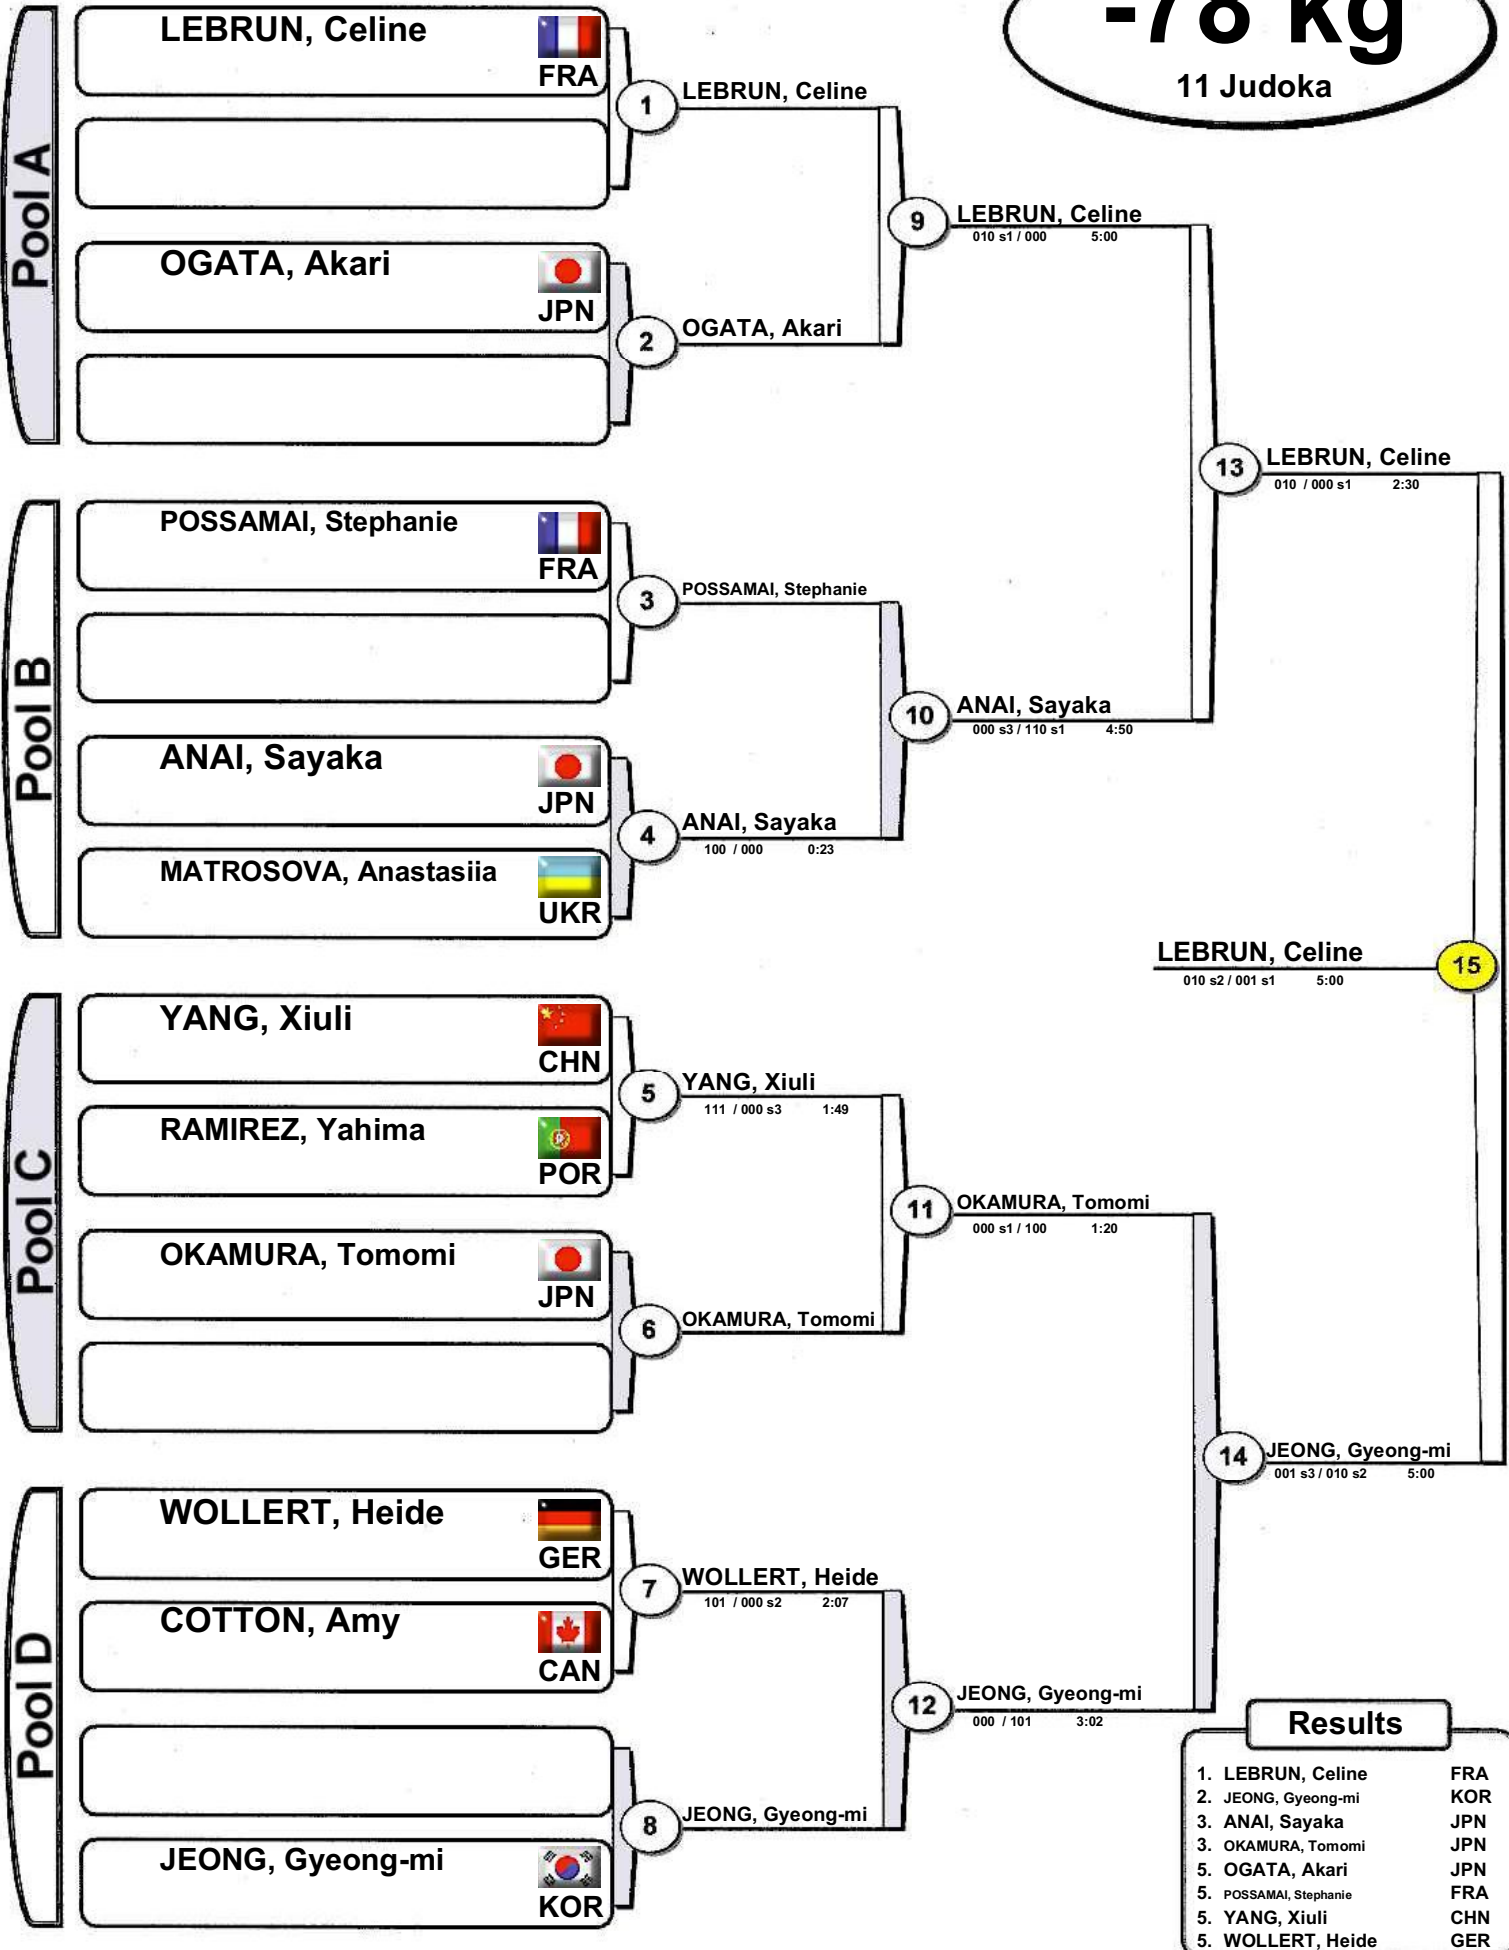 -78 kg
11 Judoka
Pool A
LEBRUN, Celine
FRA
1
LEBRUN, Celine
OGATA, Akari
JPN
2
OGATA, Akari
9
LEBRUN, Celine
010 s1 / 000 5:00
Pool B
POSSAMAI, Stephanie
FRA
3
POSSAMAI, Stephanie
ANAI, Sayaka
JPN
MATROSOVA, Anastasiia
UKR
4
ANAI, Sayaka
100 / 000 0:23
10
ANAI, Sayaka
000 s3 / 110 s1 4:50
13
LEBRUN, Celine
010 / 000 s1 2:30
LEBRUN, Celine
010 s2 / 001 s1 5:00
15
Pool C
YANG, Xiuli
CHN
RAMIREZ, Yahima
POR
5
YANG, Xiuli
111 / 000 s3 1:49
OKAMURA, Tomomi
JPN
6
OKAMURA, Tomomi
11
OKAMURA, Tomomi
000 s1 / 100 1:20
Pool D
WOLLERT, Heide
GER
COTTON, Amy
CAN
7
WOLLERT, Heide
101 / 000 s2 2:07
JEONG, Gyeong-mi
KOR
8
JEONG, Gyeong-mi
12
JEONG, Gyeong-mi
000 / 101 3:02
14
JEONG, Gyeong-mi
001 s3 / 010 s2 5:00
Results
1. LEBRUN, Celine FRA
2. JEONG, Gyeong-mi KOR
3. ANAI, Sayaka JPN
3. OKAMURA, Tomomi JPN
5. OGATA, Akari JPN
5. POSSAMAI, Stephanie FRA
5. YANG, Xiuli CHN
5. WOLLERT, Heide GER